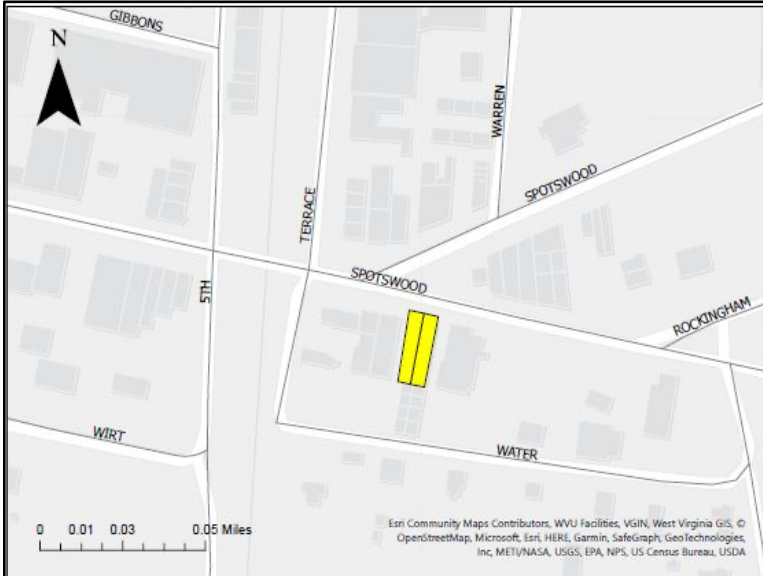 GIBBONS
N
WARREN
SPOTSWOOD
TERRACE
SPOTSWOOD
5TH
ROCKINGHAM
WIRT
WATER
0 0.01 0.03 0.05 Miles
Esri Community Maps Contributors, WVU Facilities, VGIN, West Virginia GIS, ©
OpenStreetMap, Microsoft, Esri, HERE, Garmin, SafeGraph, GeoTechnologies,
Inc, METI/NASA, USGS, EPA, NPS, US Census Bureau, USDA